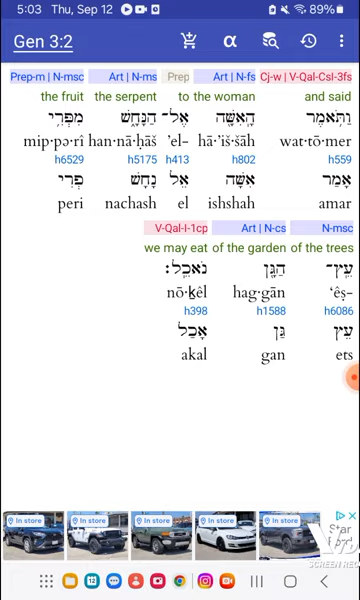 5:03 Thu, Sep 12 89%
Gen 3:2 α
Prep-m | N-msc Art | N-ms Prep Art | N-fs Cj-w | V-Qal-CsI-3fs
the fruit the serpent to the woman and said
וַתֹּ֥אמֶר הָֽאִשָּׁ֖ה אֶל־ הַנָּחָ֑שׁ מִפְּרִ֥י
mip·pə·rî han·nā·ḥāš ’el- hā·’iš·šāh wat·tō·mer
h6529 h5175 h413 h802 h559
אָמַר אִשָּׁה אֵל נָחָשׁ פְּרִי
peri nachash el ishshah amar
V-Qal-I-1cp Art | N-cs N-msc
we may eat of the garden of the trees
עֵֽץ־ הַגָּ֖ן נֹאכֵֽל׃
nō·ḵêl hag·gān ‘êṣ-
h398 h1588 h6086
עֵץ גַּן אָכַל
akal gan ets
In store In store In store In store In store
SCREEN REC